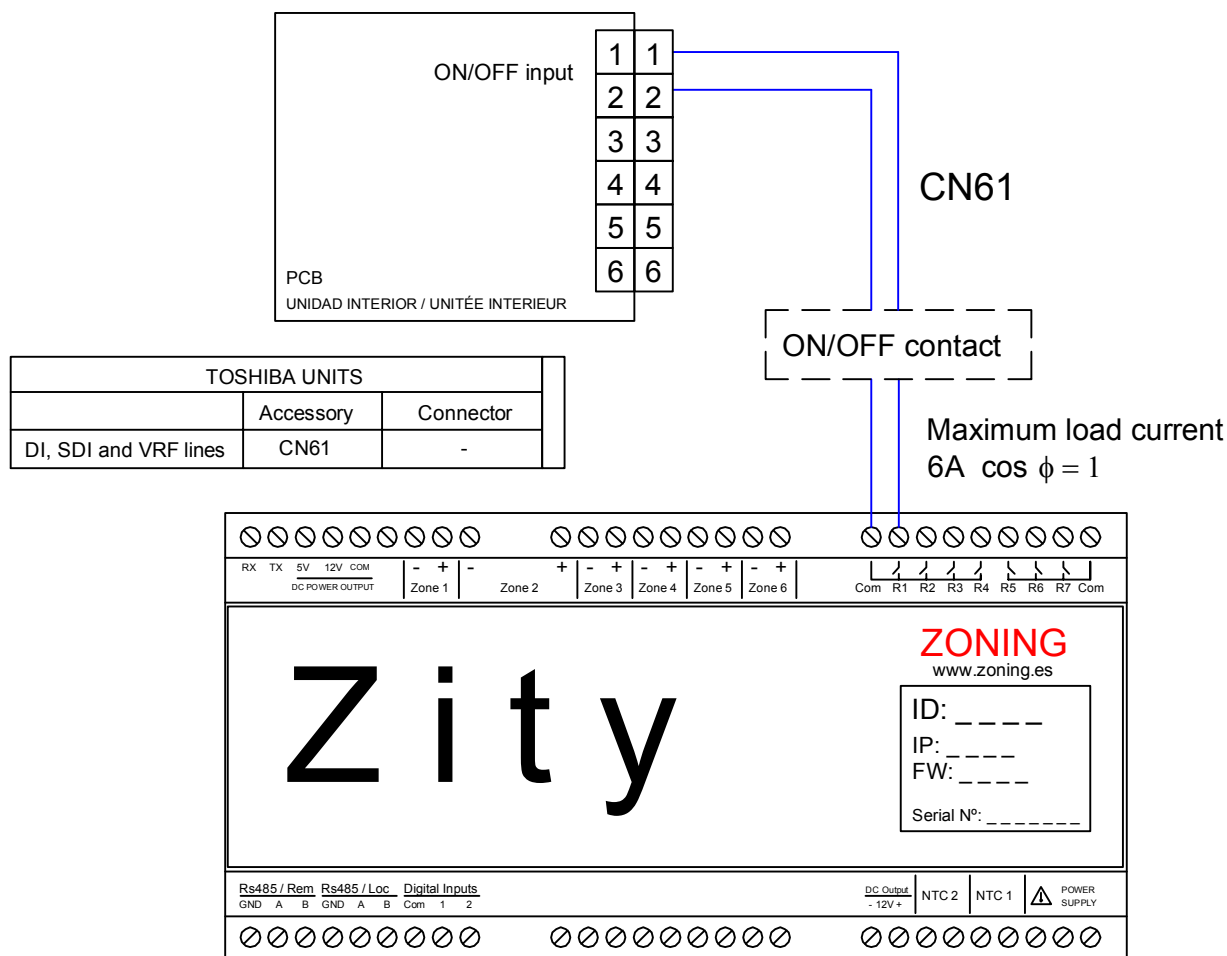 ON/OFF input
1 1
2 2
3 3
4 4
5 5
6 6
PCB
UNIDAD INTERIOR / UNITÉE INTERIEUR
CN61
ON/OFF contact
TOSHIBA UNITS
Accessory Connector
DI, SDI and VRF lines CN61 -
Maximum load current
6A cos ϕ = 1
RX TX 5V 12V COM - + - + - + - + - + - +
DC POWER OUTPUT Zone 1 Zone 2 Zone 3 Zone 4 Zone 5 Zone 6 Com R1 R2 R3 R4 R5 R6 R7 Com
Zity
ZONING
www.zoning.es
ID: _ _ _ _
IP: _ _ _ _
FW: _ _ _ _
Serial Nº: _ _ _ _ _ _ _
Rs485 / Rem Rs485 / Loc Digital Inputs
GND A B GND A B Com 1 2
DC Output
- 12V +
NTC 2 NTC 1
POWER
SUPPLY